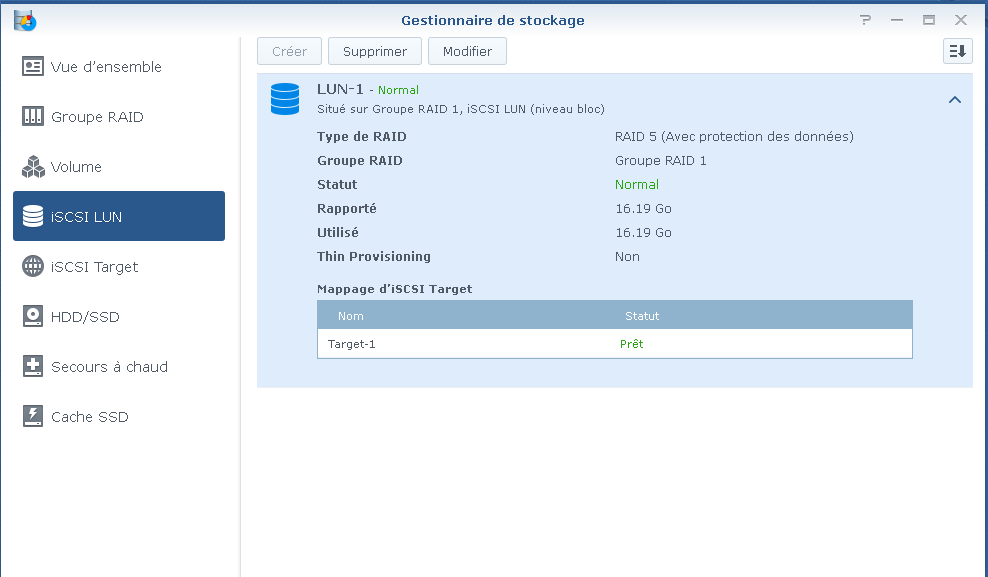 Gestionnaire de stockage
Vue d'ensemble
Groupe RAID
Volume
iSCSI LUN
iSCSI Target
HDD/SSD
Secours à chaud
Cache SSD
Créer Supprimer Modifier
LUN-1 - Normal
Situé sur Groupe RAID 1, iSCSI LUN (niveau bloc)
Type de RAID RAID 5 (Avec protection des données)
Groupe RAID Groupe RAID 1
Statut Normal
Rapporté 16.19 Go
Utilisé 16.19 Go
Thin Provisioning Non
Mappage d'iSCSI Target
Nom Statut
Target-1 Prêt